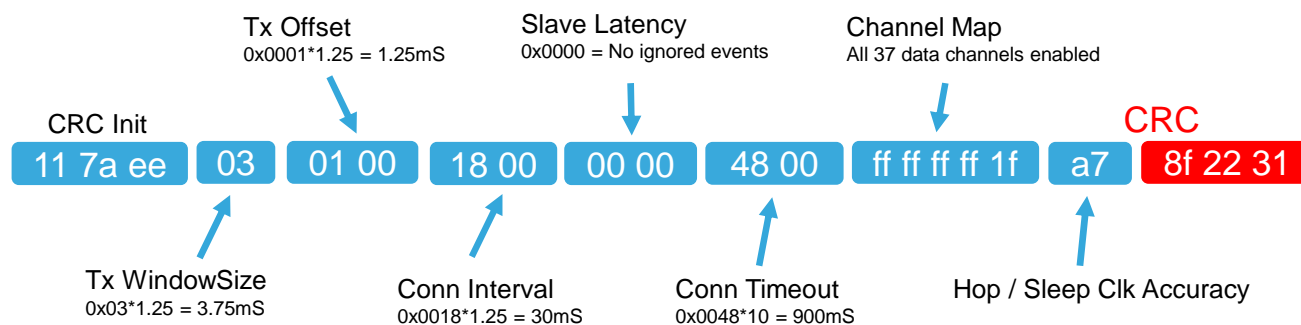 Tx Offset
0x0001*1.25 = 1.25mS
Slave Latency
0x0000 = No ignored events
Channel Map
All 37 data channels enabled
CRC Init
CRC
11 7a ee
03
01 00
18 00
00 00
48 00
ff ff ff ff 1f
a7
8f 22 31
Tx WindowSize
0x03*1.25 = 3.75mS
Conn Interval
0x0018*1.25 = 30mS
Conn Timeout
0x0048*10 = 900mS
Hop / Sleep Clk Accuracy